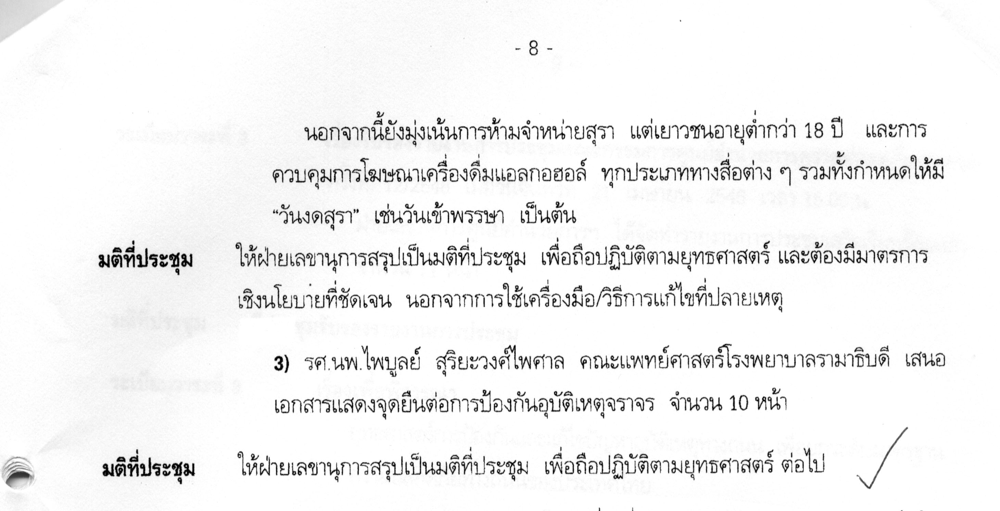 - 8 -
นอกจากนี้ยังมุ่งเน้นการห้ามจำหน่ายสุรา แต่เยาวชนอายุต่ำกว่า 18 ปี และการ
ควบคุมการโฆษณาเครื่องดื่มแอลกอฮอล์ ทุกประเภททางสื่อต่าง ๆ รวมทั้งกำหนดให้มี
“วันงดสุรา” เช่นวันเข้าพรรษา เป็นต้น
มติที่ประชุม ให้ฝ่ายเลขานุการสรุปเป็นมติที่ประชุม เพื่อถือปฏิบัติตามยุทธศาสตร์ และต้องมีมาตรการ
เชิงนโยบายที่ชัดเจน นอกจากการใช้เครื่องมือ/วิธีการแก้ไขที่ปลายเหตุ
3) รศ.นพ.ไพบูลย์ สุริยะวงศ์ไพศาล คณะแพทย์ศาสตร์โรงพยาบาลรามาธิบดี เสนอ
เอกสารแสดงจุดยืนต่อการป้องกันอุบัติเหตุจราจร จำนวน 10 หน้า
มติที่ประชุม ให้ฝ่ายเลขานุการสรุปเป็นมติที่ประชุม เพื่อถือปฏิบัติตามยุทธศาสตร์ ต่อไป